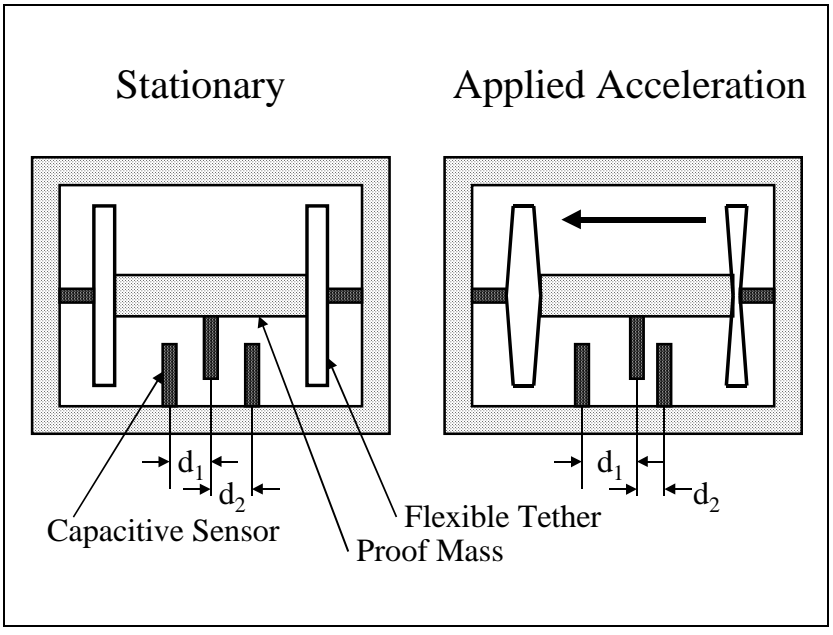 Stationary
Applied Acceleration
d1
d2
d1
d2
Capacitive Sensor
Flexible Tether
Proof Mass